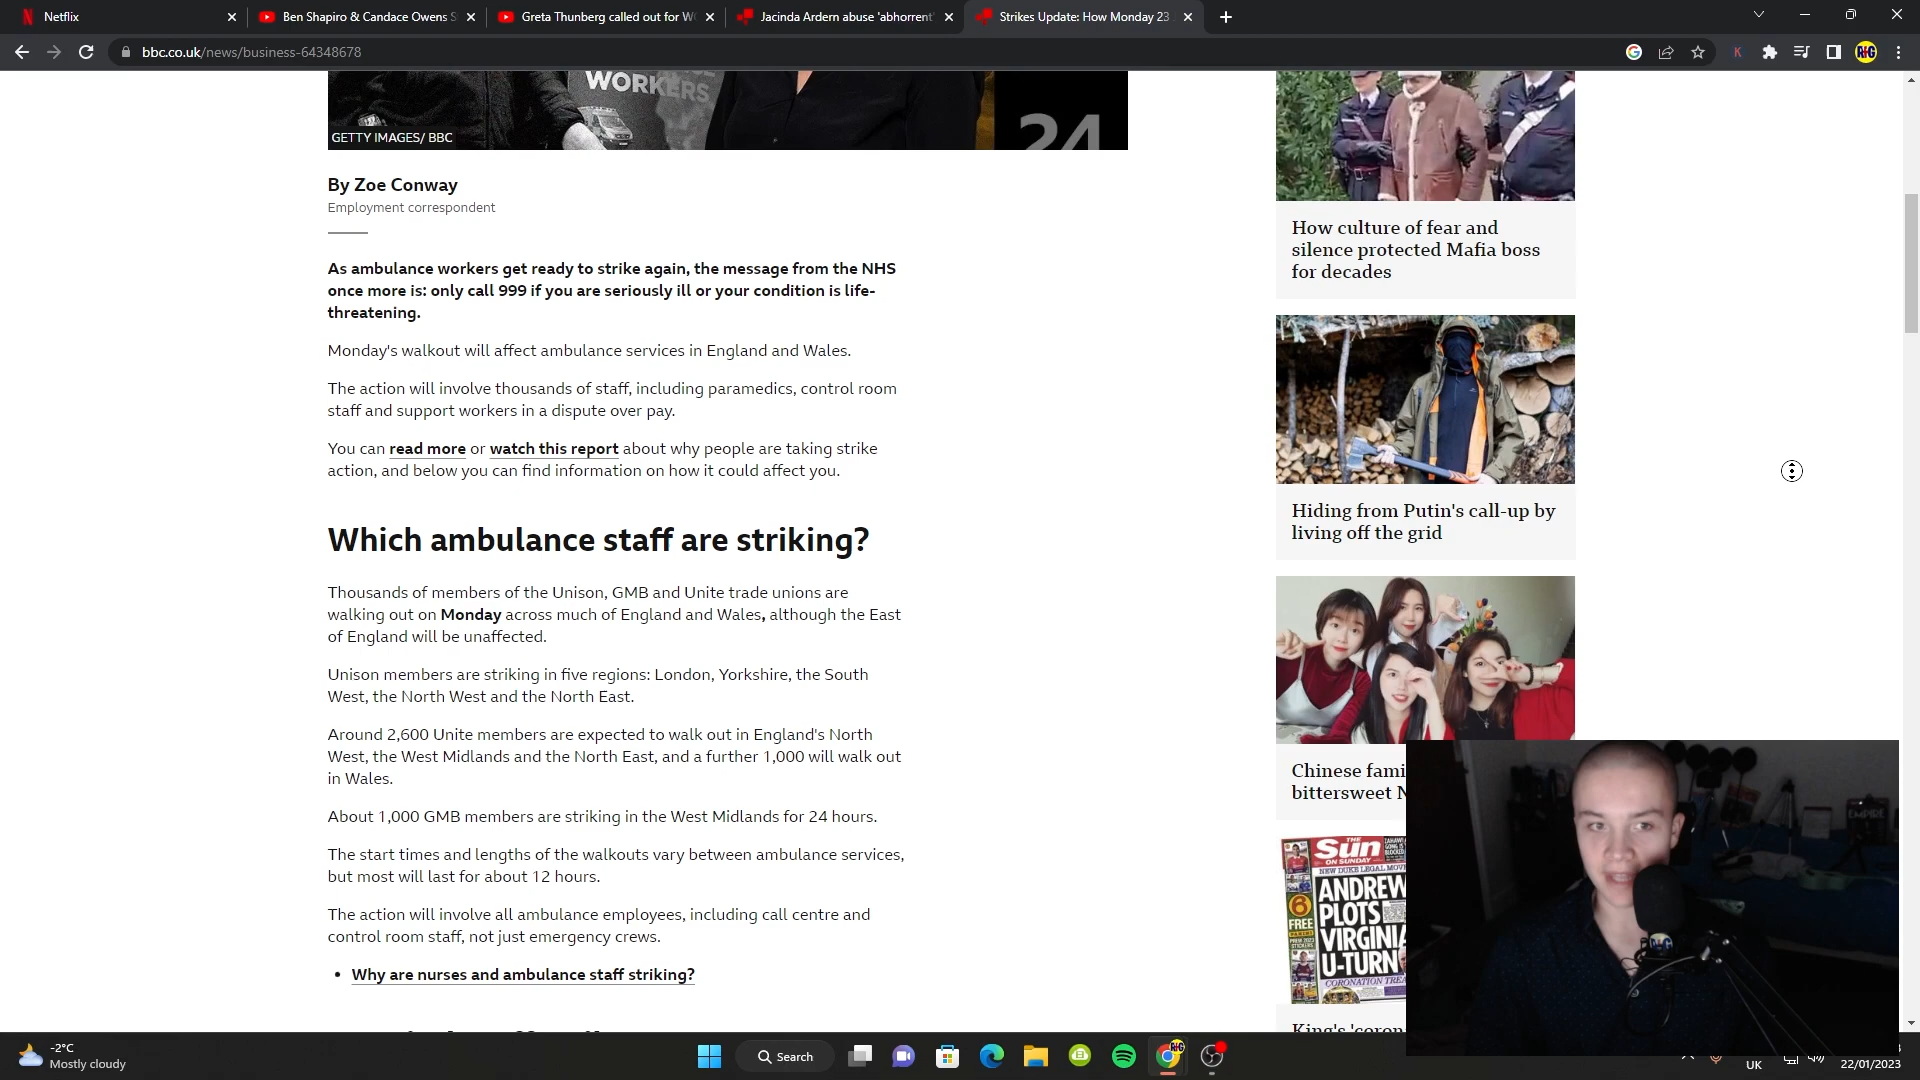 Netflix
Ben Shapiro & Candace Owens S
Greta Thunberg called out for W
Jacinda Ardern abuse 'abhorrent'
Strikes Update: How Monday 23
bbc.co.uk/news/business-64348678
WORKERS
24
GETTY IMAGES/ BBC
By Zoe Conway
Employment correspondent
As ambulance workers get ready to strike again, the message from the NHS
once more is: only call 999 if you are seriously ill or your condition is life-
threatening.
Monday's walkout will affect ambulance services in England and Wales.
The action will involve thousands of staff, including paramedics, control room
staff and support workers in a dispute over pay.
You can read more or watch this report about why people are taking strike
action, and below you can find information on how it could affect you.
Which ambulance staff are striking?
Thousands of members of the Unison, GMB and Unite trade unions are
walking out on Monday across much of England and Wales, although the East
of England will be unaffected.
Unison members are striking in five regions: London, Yorkshire, the South
West, the North West and the North East.
Around 2,600 Unite members are expected to walk out in England's North
West, the West Midlands and the North East, and a further 1,000 will walk out
in Wales.
About 1,000 GMB members are striking in the West Midlands for 24 hours.
The start times and lengths of the walkouts vary between ambulance services,
but most will last for about 12 hours.
The action will involve all ambulance employees, including call centre and
control room staff, not just emergency crews.
• Why are nurses and ambulance staff striking?
How culture of fear and
silence protected Mafia boss
for decades
Hiding from Putin's call-up by
living off the grid
Chinese fami
bittersweet N
THE
Sun
ON SUNDAY
NEW DUKE LEGAL MOV
ANDREW
PLOTS
VIRGINIA
U-TURN
6
FREE
CORONATION TREA
King's 'coron
EMPIRE
-2°C
Mostly cloudy
Search
UK
22/01/2023